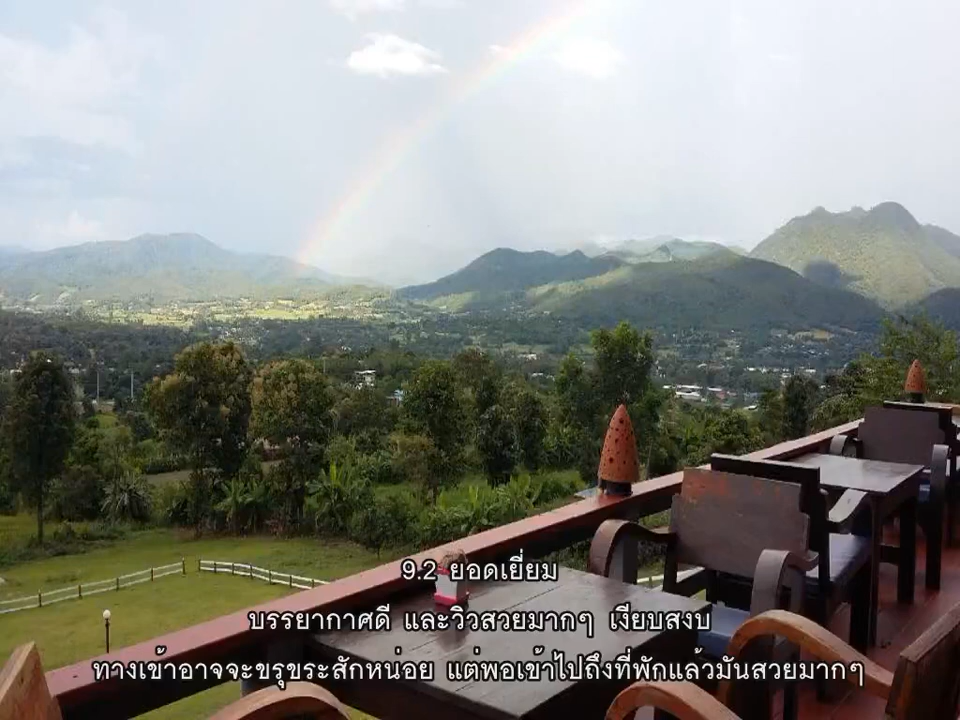 9.2 ยอดเยี่ยม
บรรยากาศดี และวิวสวยมากๆ เงียบสงบ
ทางเข้าอาจจะขรุขระสักหน่อย แต่พอเข้าไปถึงที่พักแล้วมันสวยมากๆ